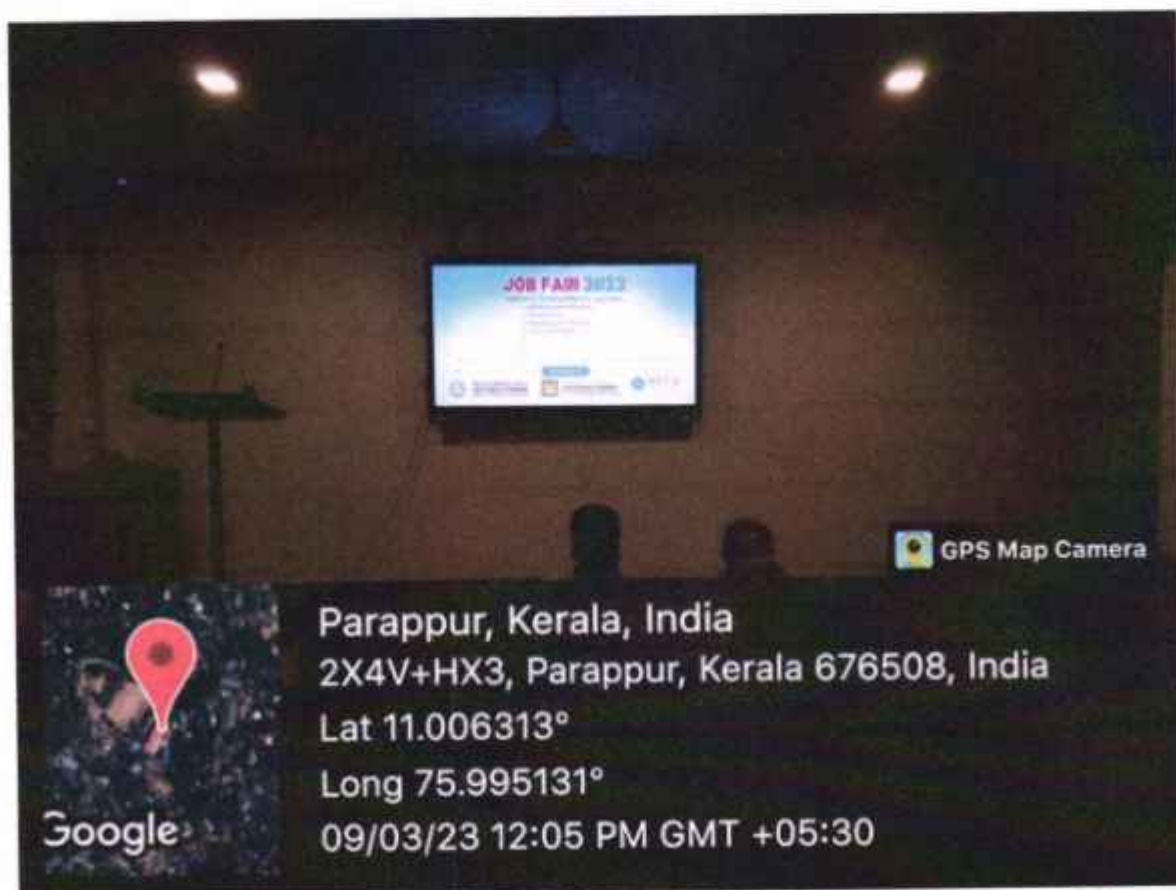 JOB FAIR 2023
GPS Map Camera
Parappur, Kerala, India
2X4V+HX3, Parappur, Kerala 676508, India
Lat 11.006313°
Long 75.995131°
09/03/23 12:05 PM GMT +05:30
Google